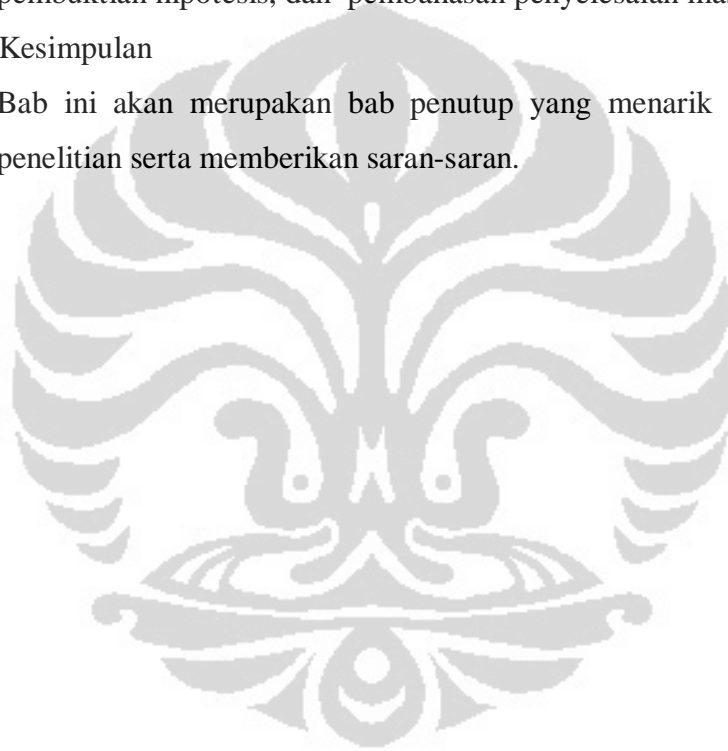 pembuktian hipotesis, dan pembahasan penyelesaian
Kesimpulan
Bab ini akan merupakan bab penutup yang menarik
penelitian serta memberikan saran-saran.